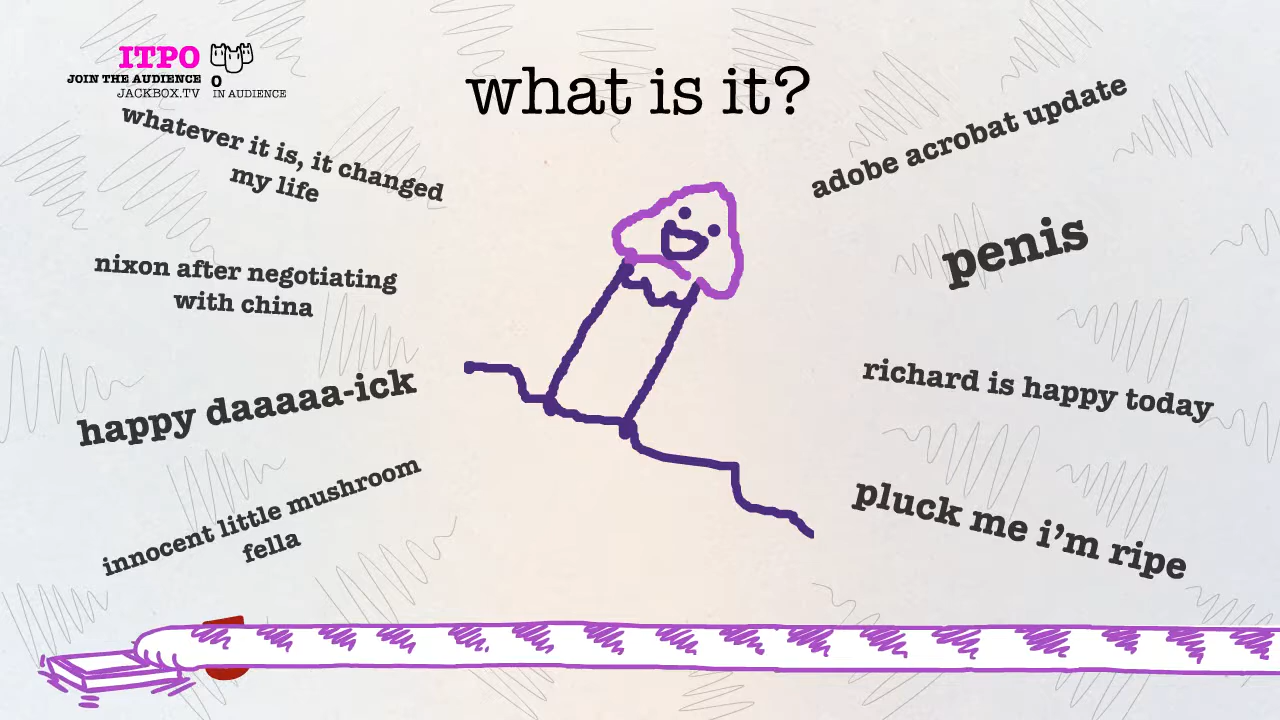 ITPO
JOIN THE AUDIENCE
JACKBOX.TV
0
IN AUDIENCE
what is it?
whatever it is, it changed
my life
nixon after negotiating
with china
happy daaaaa-ick
innocent little mushroom
fella
adobe acrobat update
penis
richard is happy today
pluck me i'm ripe